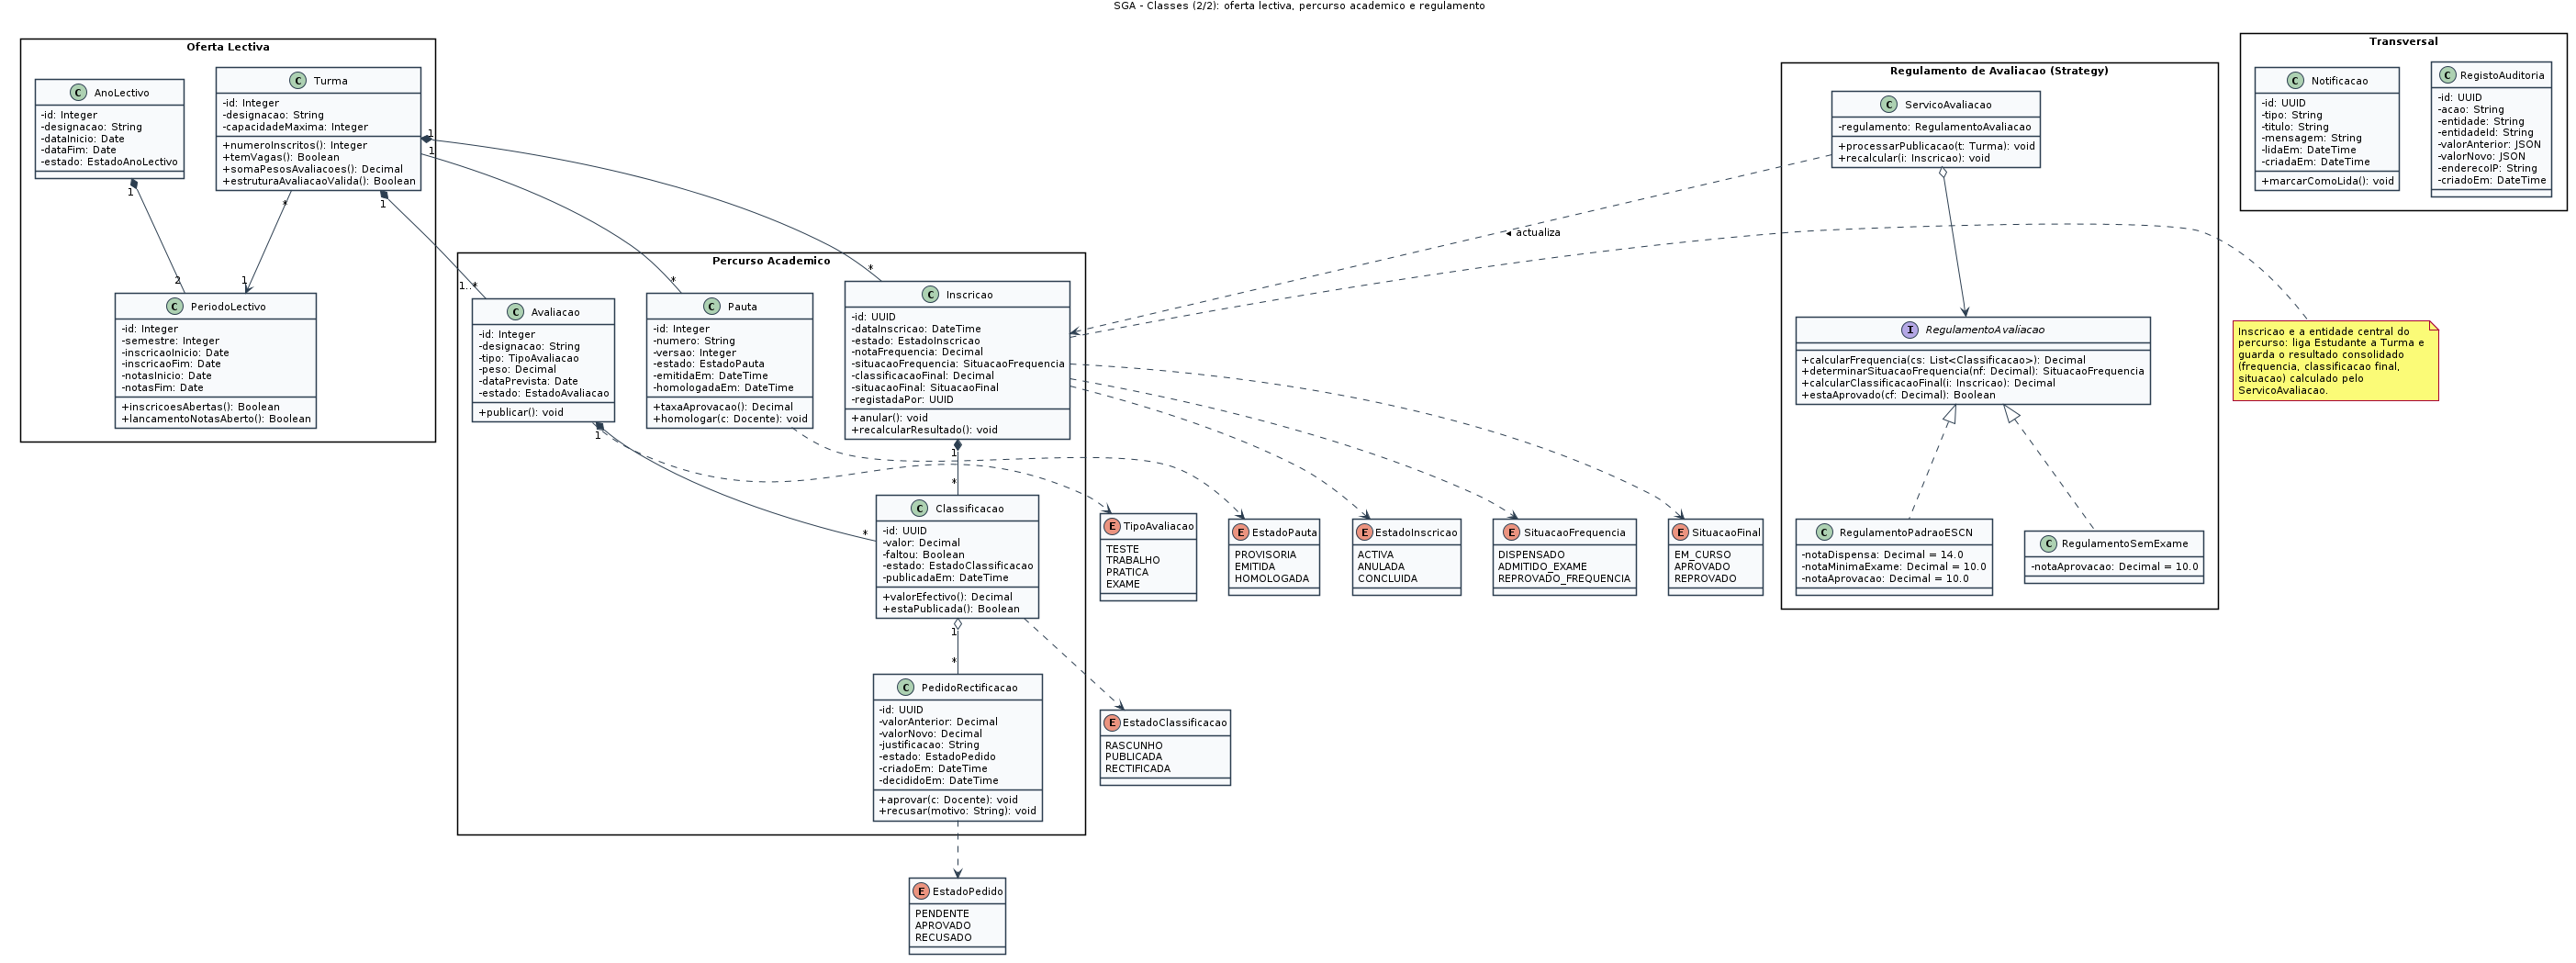 SGA - Classes (2/2): oferta lectiva, percurso academico e regulamento
Oferta Lectiva
C AnoLectivo
-id: Integer
-designacao: String
-dataInicio: Date
-dataFim: Date
-estado: EstadoAnoLectivo
C Turma
-id: Integer
-designacao: String
-capacidadeMaxima: Integer
+numeroInscritos(): Integer
+temVagas(): Boolean
+somaPesosAvaliacoes(): Decimal
+estruturaAvaliacaoValida(): Boolean
1
1
1
*
1
2
1
1..*
*
*
C PeriodoLectivo
-id: Integer
-semestre: Integer
-inscricaoInicio: Date
-inscricaoFim: Date
-notasInicio: Date
-notasFim: Date
+inscricoesAbertas(): Boolean
+lancamentoNotasAberto(): Boolean
Percurso Academico
C Avaliacao
-id: Integer
-designacao: String
-tipo: TipoAvaliacao
-peso: Decimal
-dataPrevista: Date
-estado: EstadoAvaliacao
+publicar(): void
C Pauta
-id: Integer
-numero: String
-versao: Integer
-estado: EstadoPauta
-emitidaEm: DateTime
-homologadaEm: DateTime
+taxaAprovacao(): Decimal
+homologar(c: Docente): void
C Inscricao
-id: UUID
-dataInscricao: DateTime
-estado: EstadoInscricao
-notaFrequencia: Decimal
-situacaoFrequencia: SituacaoFrequencia
-classificacaoFinal: Decimal
-situacaoFinal: SituacaoFinal
-registadaPor: UUID
+anular(): void
+recalcularResultado(): void
1
1
*
*
C Classificacao
-id: UUID
-valor: Decimal
-faltou: Boolean
-estado: EstadoClassificacao
-publicadaEm: DateTime
+valorEfectivo(): Decimal
+estaPublicada(): Boolean
1
*
C PedidoRectificacao
-id: UUID
-valorAnterior: Decimal
-valorNovo: Decimal
-justificacao: String
-estado: EstadoPedido
-criadoEm: DateTime
-decididoEm: DateTime
+aprovar(c: Docente): void
+recusar(motivo: String): void
E EstadoPedido
PENDENTE
APROVADO
RECUSADO
E TipoAvaliacao
TESTE
TRABALHO
PRATICA
EXAME
E EstadoPauta
PROVISORIA
EMITIDA
HOMOLOGADA
E EstadoInscricao
ACTIVA
ANULADA
CONCLUIDA
E SituacaoFrequencia
DISPENSADO
ADMITIDO_EXAME
REPROVADO_FREQUENCIA
E SituacaoFinal
EM_CURSO
APROVADO
REPROVADO
E EstadoClassificacao
RASCUNHO
PUBLICADA
RECTIFICADA
actualiza
Regulamento de Avaliacao (Strategy)
C ServicoAvaliacao
-regulamento: RegulamentoAvaliacao
+processarPublicacao(t: Turma): void
+recalcular(i: Inscricao): void
I RegulamentoAvaliacao
+calcularFrequencia(cs: List<Classificacao>): Decimal
+determinarSituacaoFrequencia(nf: Decimal): SituacaoFrequencia
+calcularClassificacaoFinal(i: Inscricao): Decimal
+estaAprovado(cf: Decimal): Boolean
C RegulamentoPadraoESCN
-notaDispensa: Decimal = 14.0
-notaMinimaExame: Decimal = 10.0
-notaAprovacao: Decimal = 10.0
C RegulamentoSemExame
-notaAprovacao: Decimal = 10.0
Transversal
C Notificacao
-id: UUID
-tipo: String
-titulo: String
-mensagem: String
-lidaEm: DateTime
-criadaEm: DateTime
+marcarComoLida(): void
C RegistoAuditoria
-id: UUID
-acao: String
-entidade: String
-entidadeId: String
-valorAnterior: JSON
-valorNovo: JSON
-enderecoIP: String
-criadoEm: DateTime
Inscricao e a entidade central do
percurso: liga Estudante a Turma e
guarda o resultado consolidado
(frequencia, classificacao final,
situacao) calculado pelo
ServicoAvaliacao.